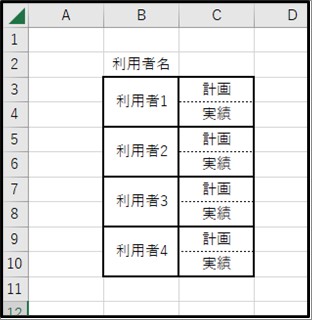 A B C D
1
2 利用者名
3 利用者1 計画
4 実績
5 利用者2 計画
6 実績
7 利用者3 計画
8 実績
9 利用者4 計画
10 実績
11
12